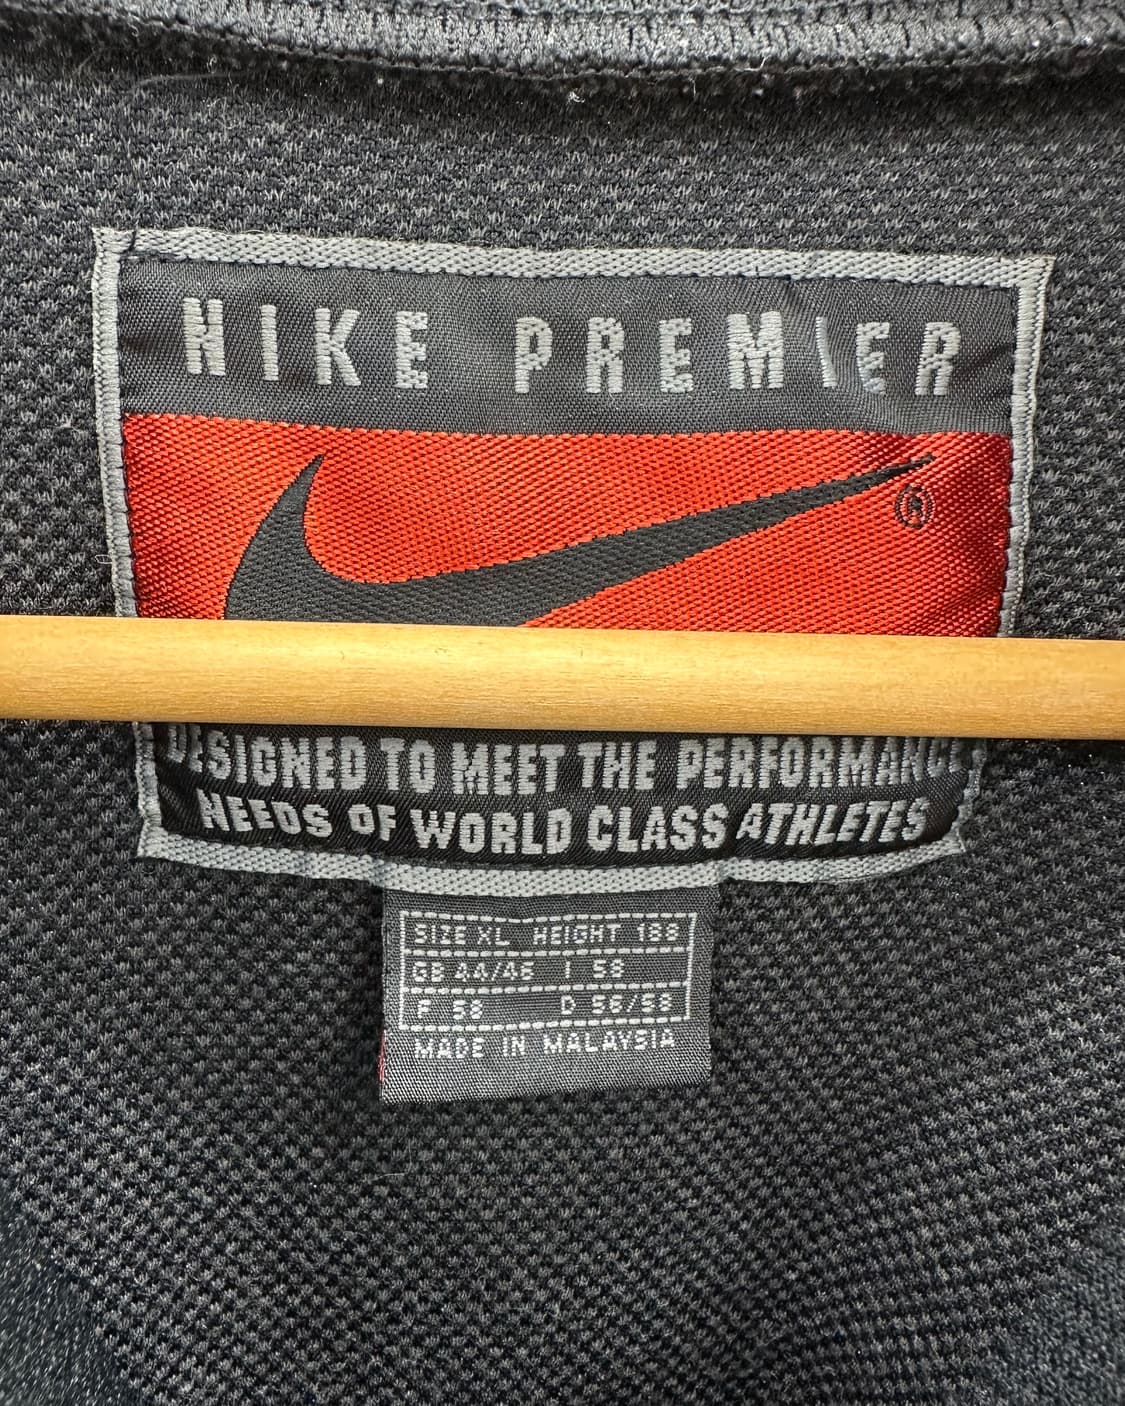 NIKE PREMIER
®
DESIGNED TO MEET THE PERFORMANCE
NEEDS OF WORLD CLASS ATHLETES
SIZE XL HEIGHT 188
GB 44/46 I 58
F 58 D 56/58
MADE IN MALAYSIA